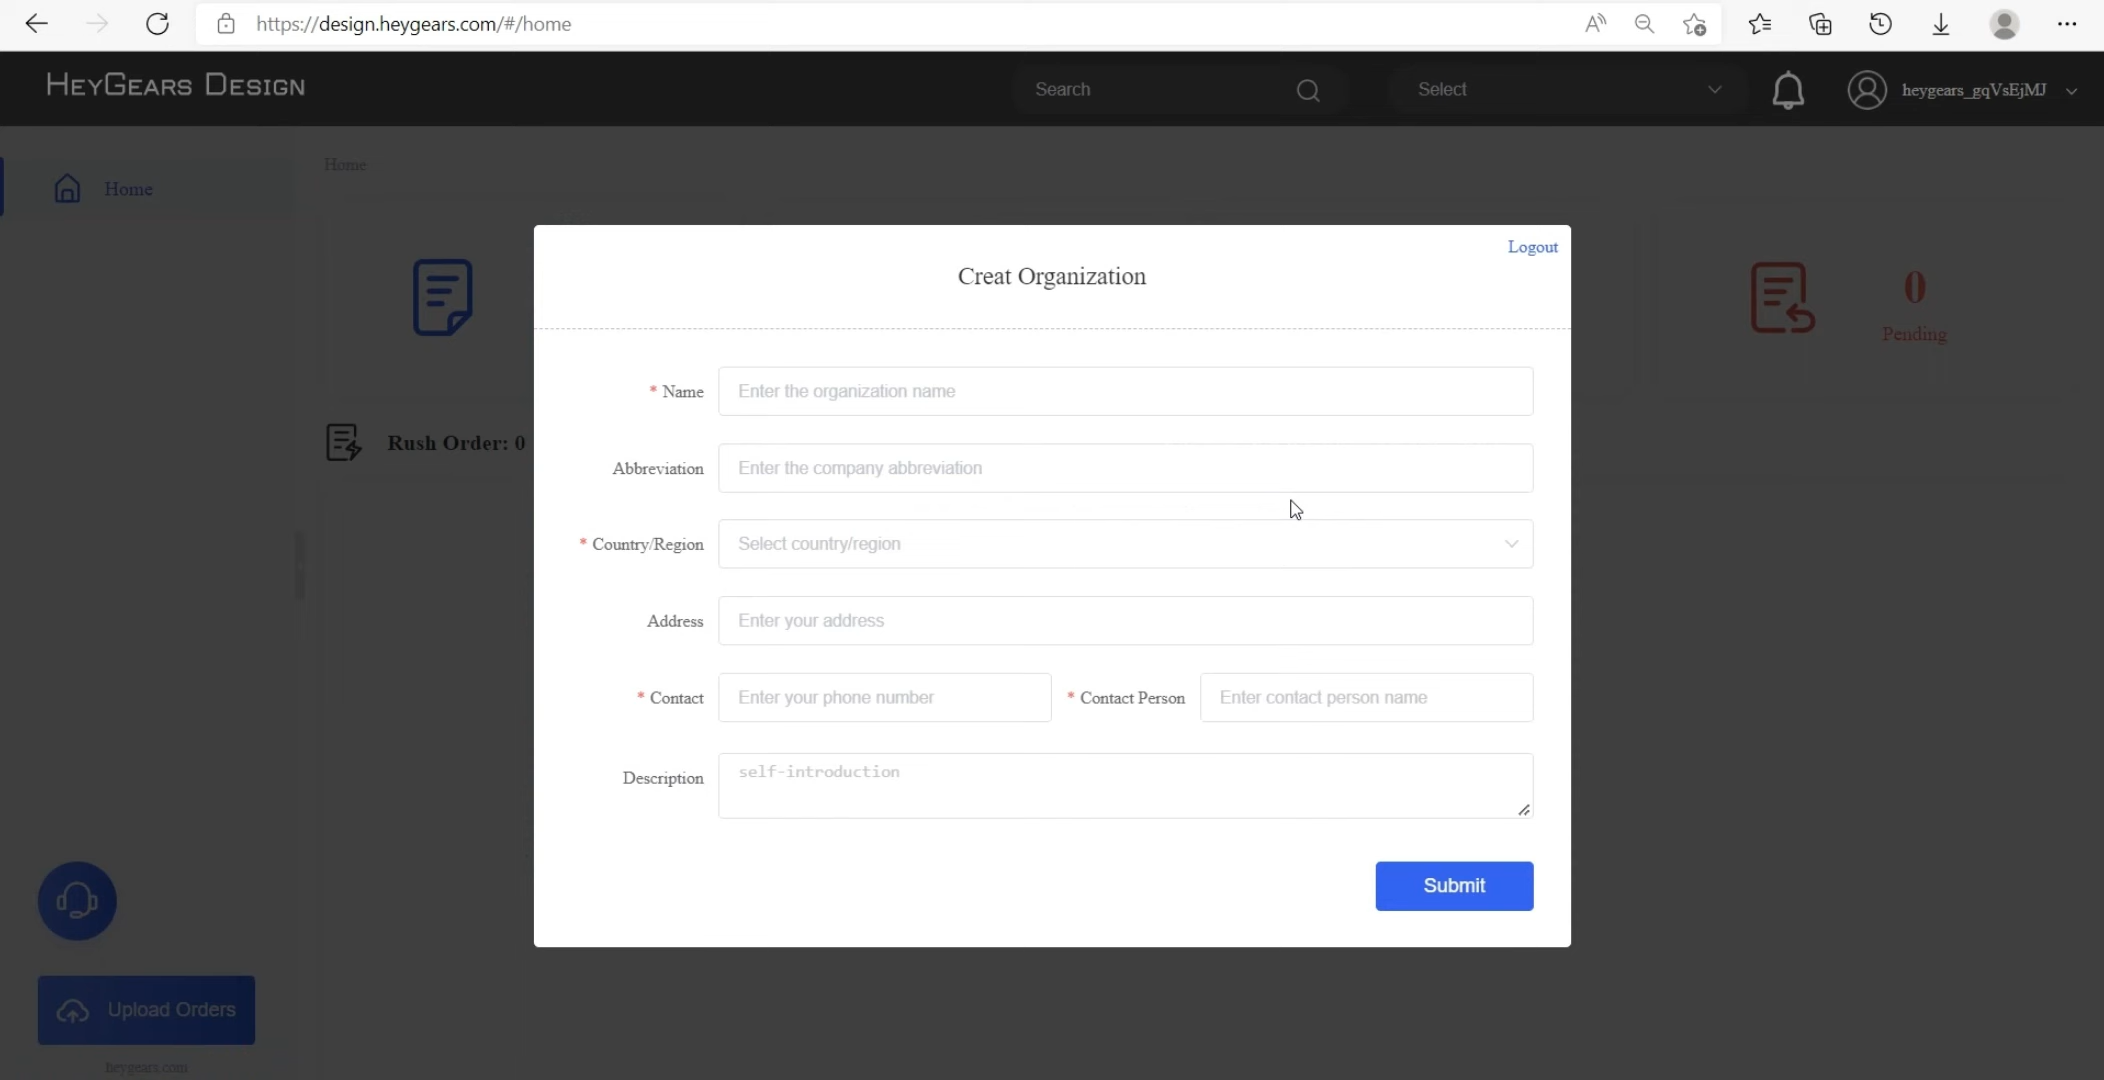 https://design.heygears.com/#/home
HEYGEARS DESIGN
Search
Select
heygears_gqVsEjMJ
Home
Home
Logout
Creat Organization
0
Pending
* Name
Enter the organization name
Rush Order: 0
Abbreviation
Enter the company abbreviation
* Country/Region
Select country/region
Address
Enter your address
* Contact
Enter your phone number
* Contact Person
Enter contact person name
Description
self-introduction
Submit
Upload Orders
heygears.com